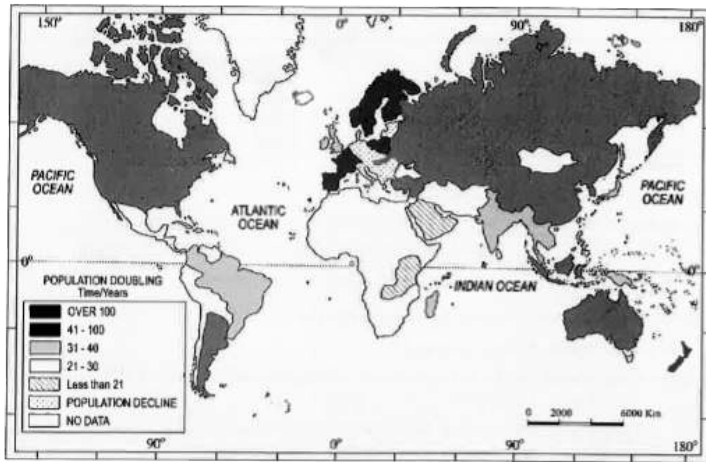 150° 0° 90° 180°
PACIFIC
OCEAN
ATLANTIC
OCEAN
PACIFIC
OCEAN
0°
0°
INDIAN OCEAN
POPULATION DOUBLING
Time/Years
OVER 100
41 - 100
31 - 40
21 - 30
Less than 21
POPULATION DECLINE
NO DATA
0 2000 6000 Km
90° 0° 90° 180°